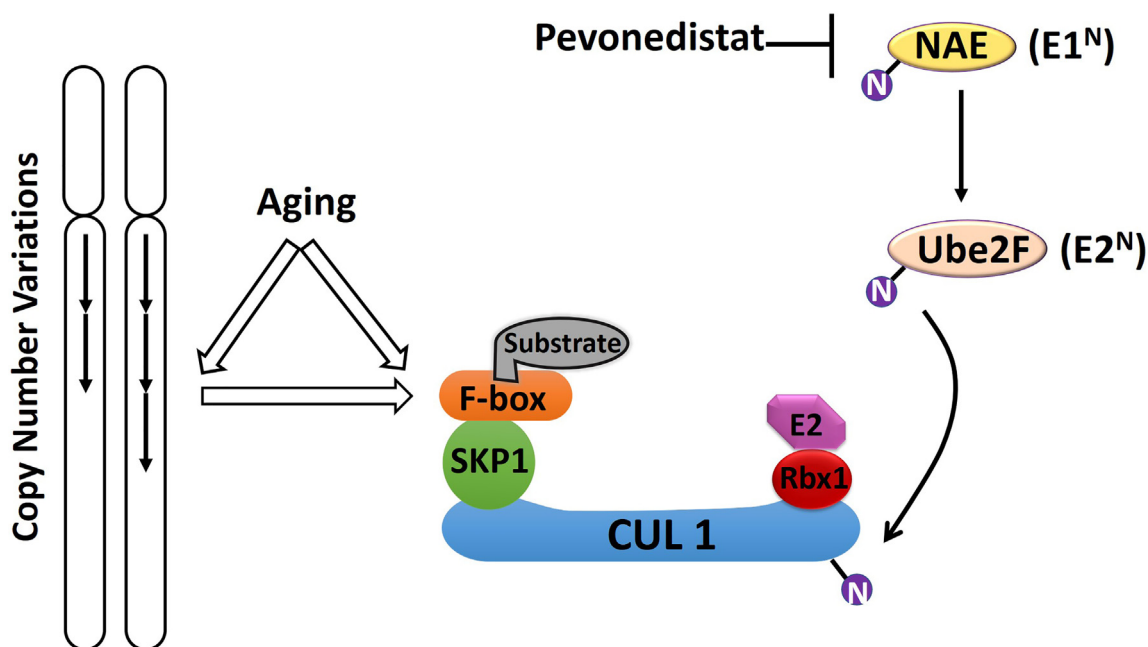 Pevonedistat
NAE (E1ᴺ)
N
Copy Number Variations
Aging
Ube2F (E2ᴺ)
N
Substrate
F-box
E2
SKP1
Rbx1
CUL 1
N